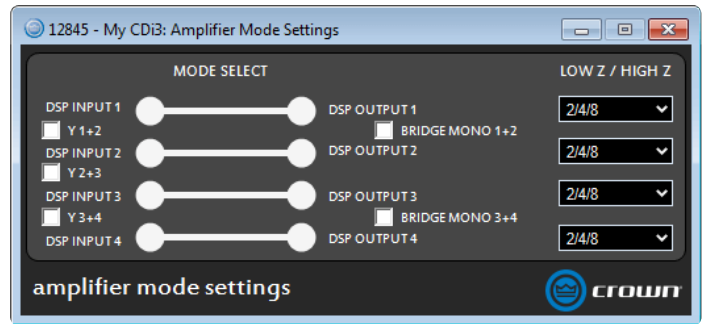 12845 - My CDi3: Amplifier Mode Settings
MODE SELECT
LOW Z / HIGH Z
DSP INPUT 1
DSP OUTPUT 1
2/4/8
Y 1+2
BRIDGE MONO 1+2
DSP INPUT 2
DSP OUTPUT 2
2/4/8
Y 2+3
DSP INPUT 3
DSP OUTPUT 3
2/4/8
Y 3+4
BRIDGE MONO 3+4
DSP INPUT 4
DSP OUTPUT 4
2/4/8
amplifier mode settings
crown